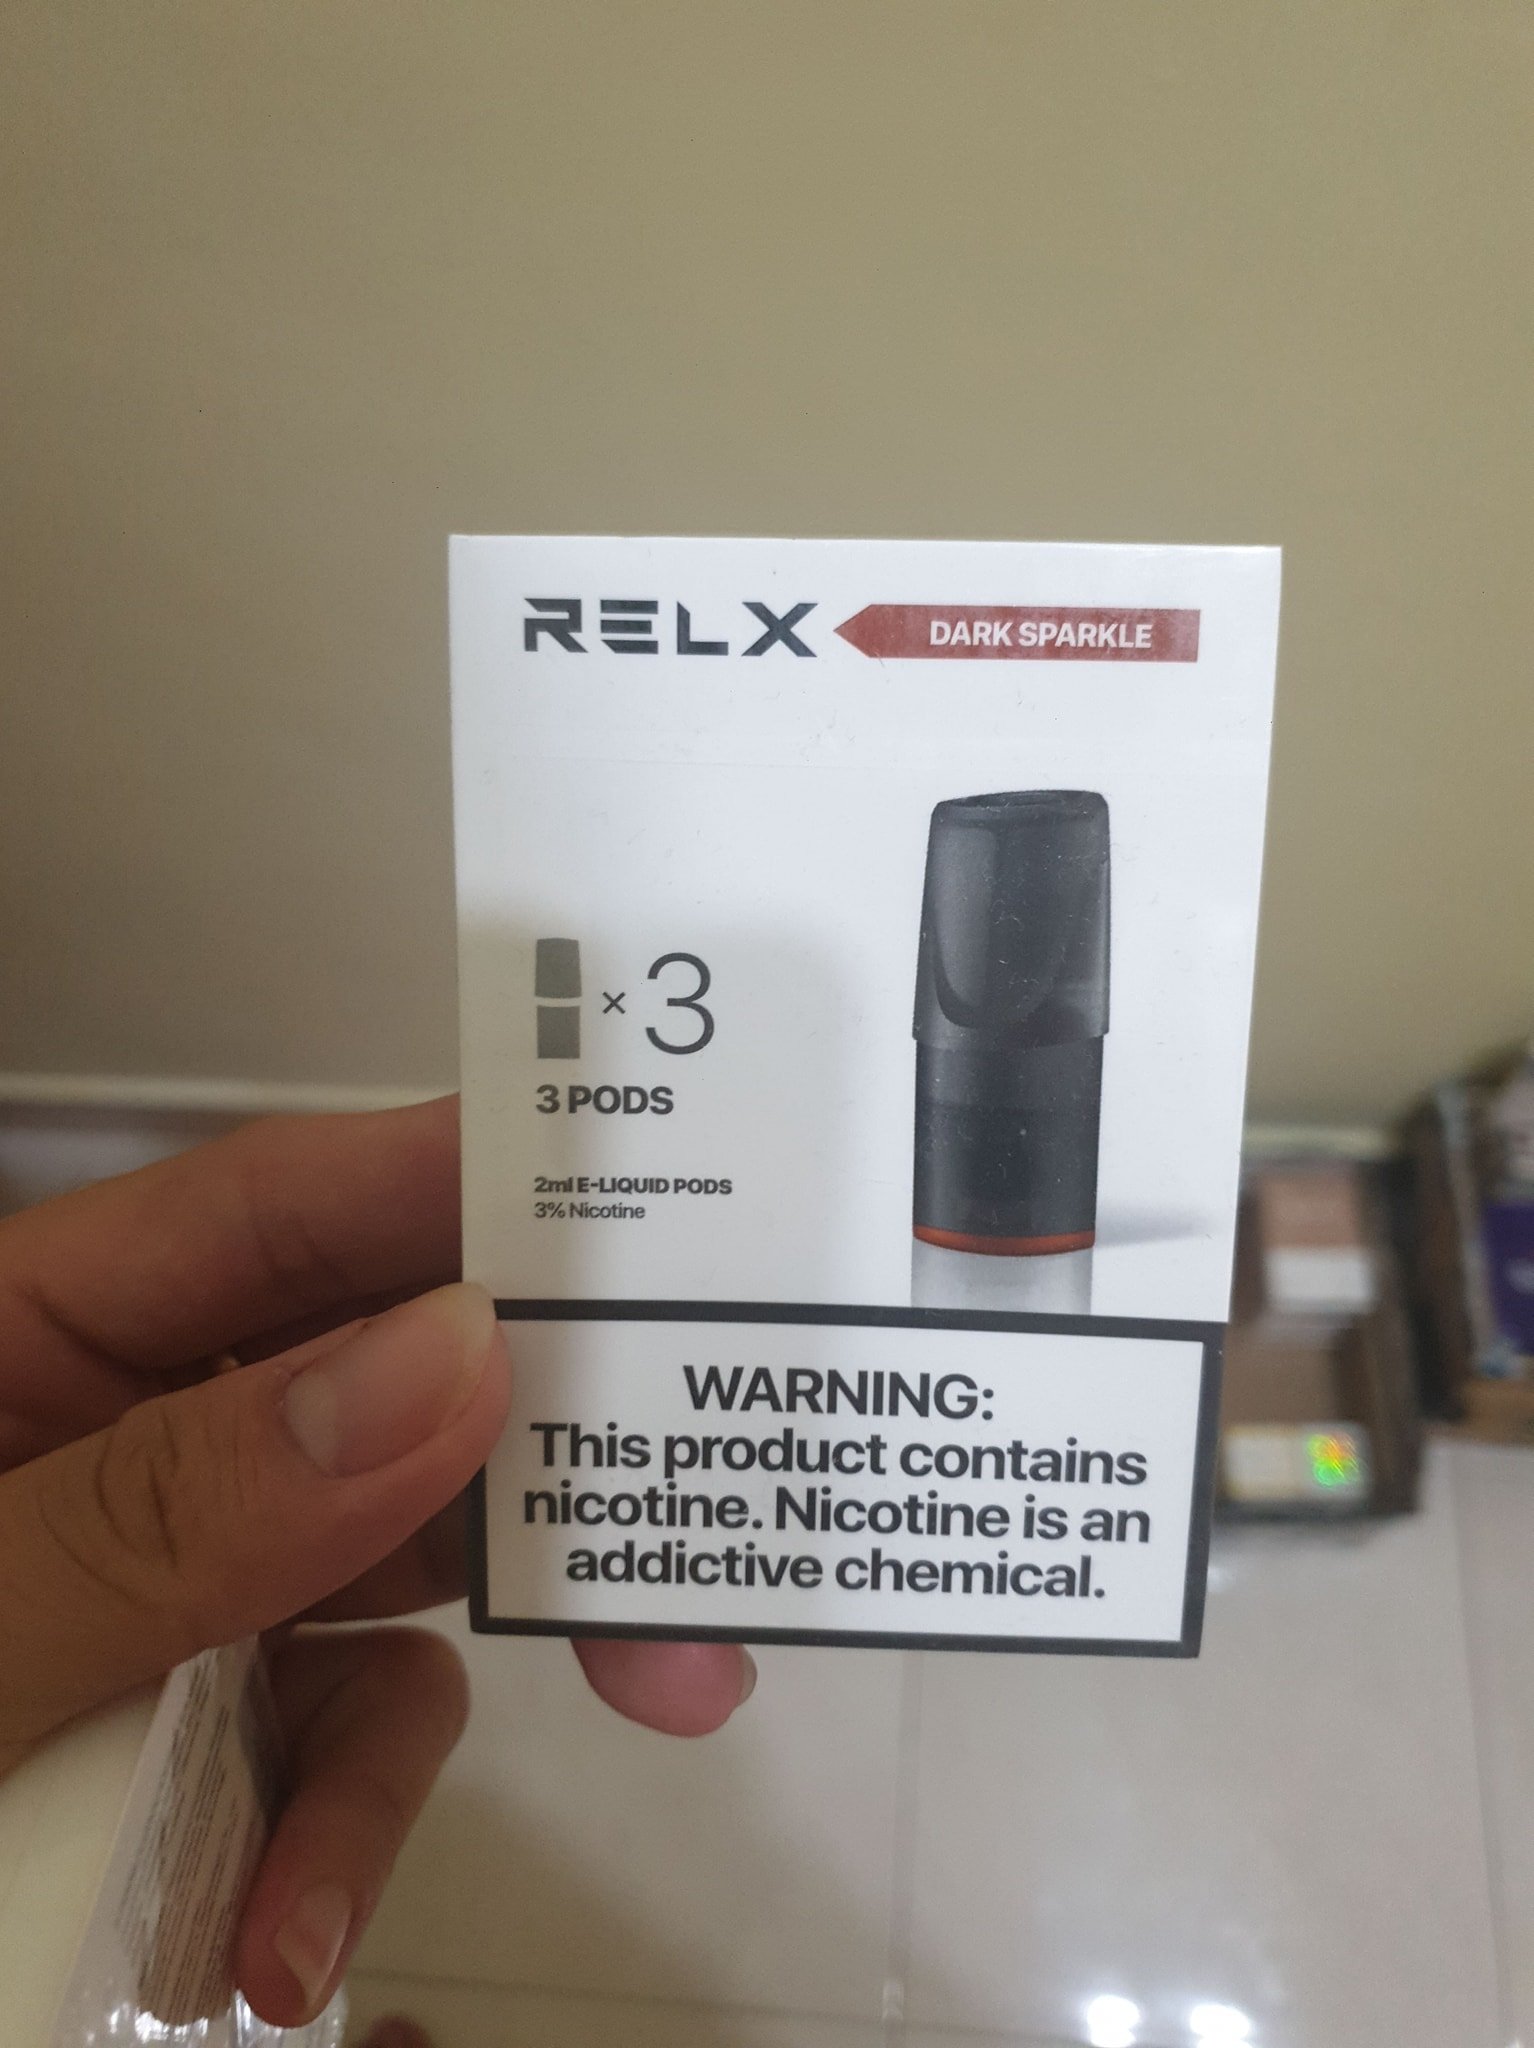 RELX DARK SPARKLE
× 3
3 PODS
2ml E-LIQUID PODS
3% Nicotine
WARNING:
This product contains
nicotine. Nicotine is an
addictive chemical.